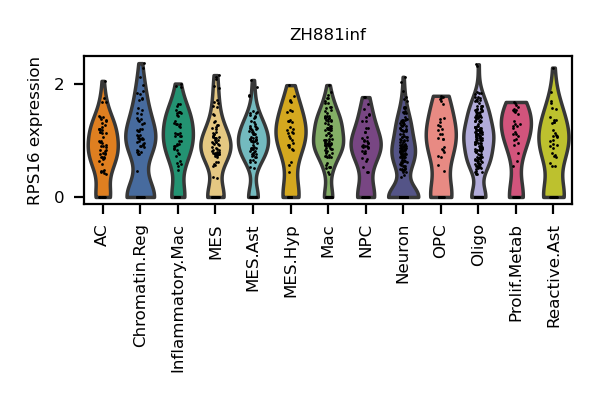 ZH881inf
RPS16 expression
2
0
AC
Chromatin.Reg
Inflammatory.Mac
MES
MES.Ast
MES.Hyp
Mac
NPC
Neuron
OPC
Oligo
Prolif.Metab
Reactive.Ast